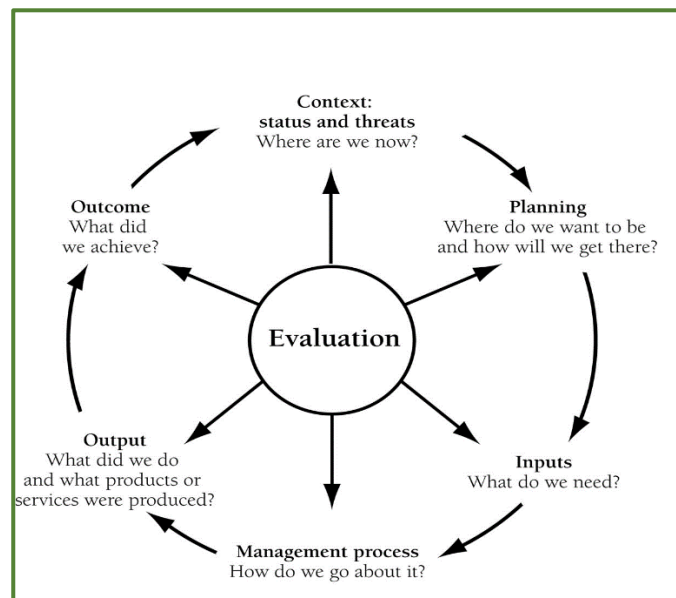 Context:
status and threats
Where are we now?
Planning
Where do we want to be
and how will we get there?
Inputs
What do we need?
Management process
How do we go about it?
Output
What did we do
and what products or
services were produced?
Outcome
What did
we achieve?
Evaluation